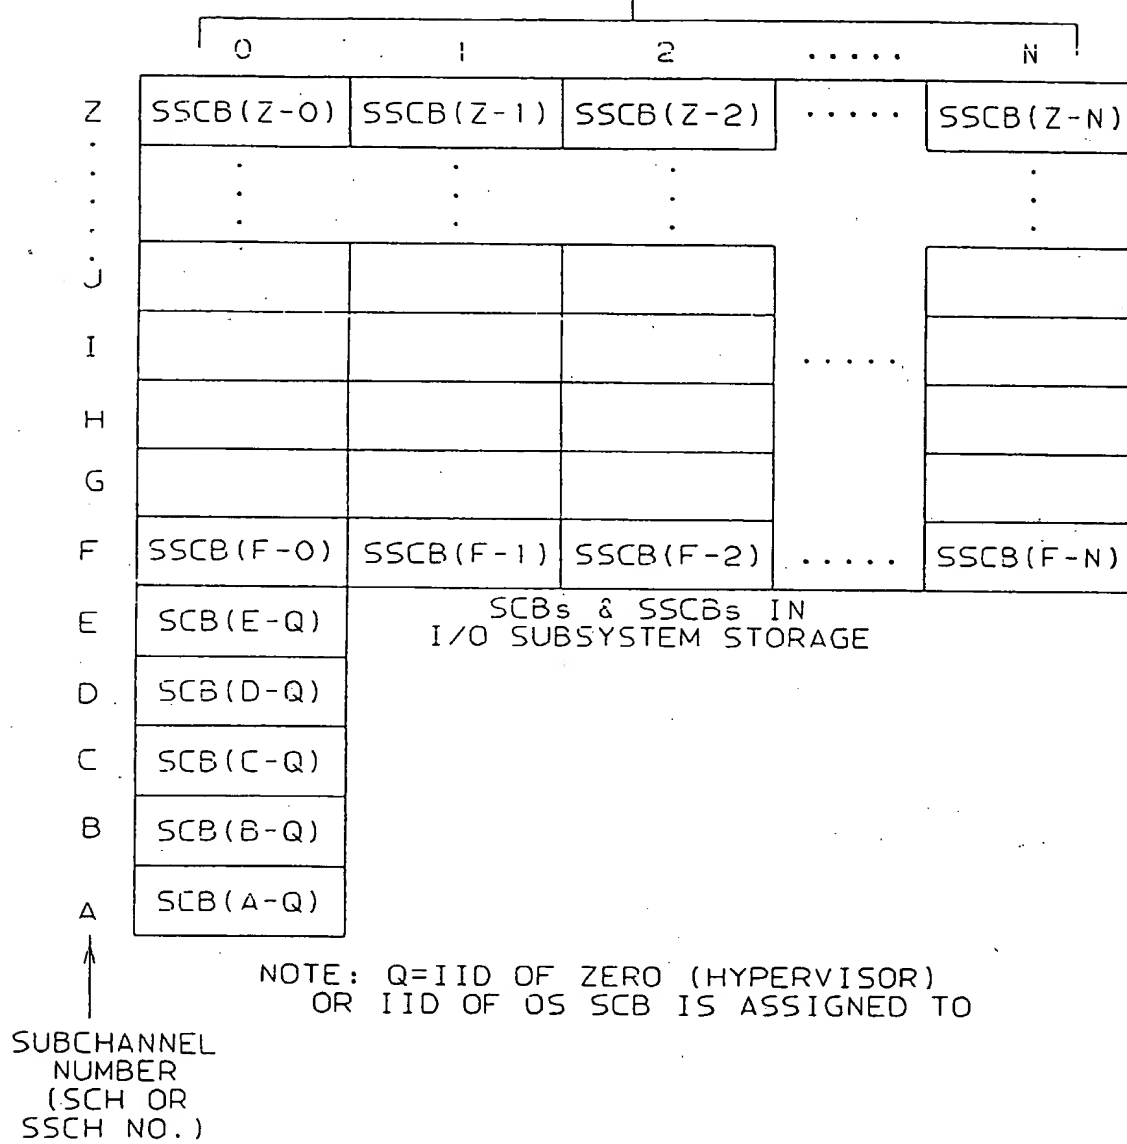 0 1 2 ..... N
Z SSCB(Z-0) SSCB(Z-1) SSCB(Z-2) ..... SSCB(Z-N)
J
I .....
H
G
F SSCB(F-0) SSCB(F-1) SSCB(F-2) ..... SSCB(F-N)
E SCB(E-Q) SCBs & SSCBs IN
I/O SUBSYSTEM STORAGE
D SCB(D-Q)
C SCB(C-Q)
B SCB(B-Q)
A SCB(A-Q)
NOTE: Q=IID OF ZERO (HYPERVISOR)
OR IID OF OS SCB IS ASSIGNED TO
SUBCHANNEL
NUMBER
(SCH OR
SSCH NO.)